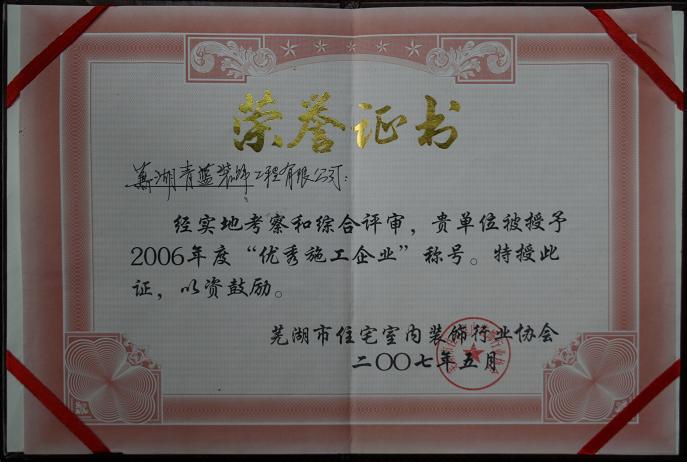 荣誉证书
芜湖青蓝装饰工程有限公司：
经实地考察和综合评审，贵单位被授予
2006年度“优秀施工企业”称号。特授此
证，以资鼓励。
芜湖市住宅室内装饰行业协会
二〇〇七年五月